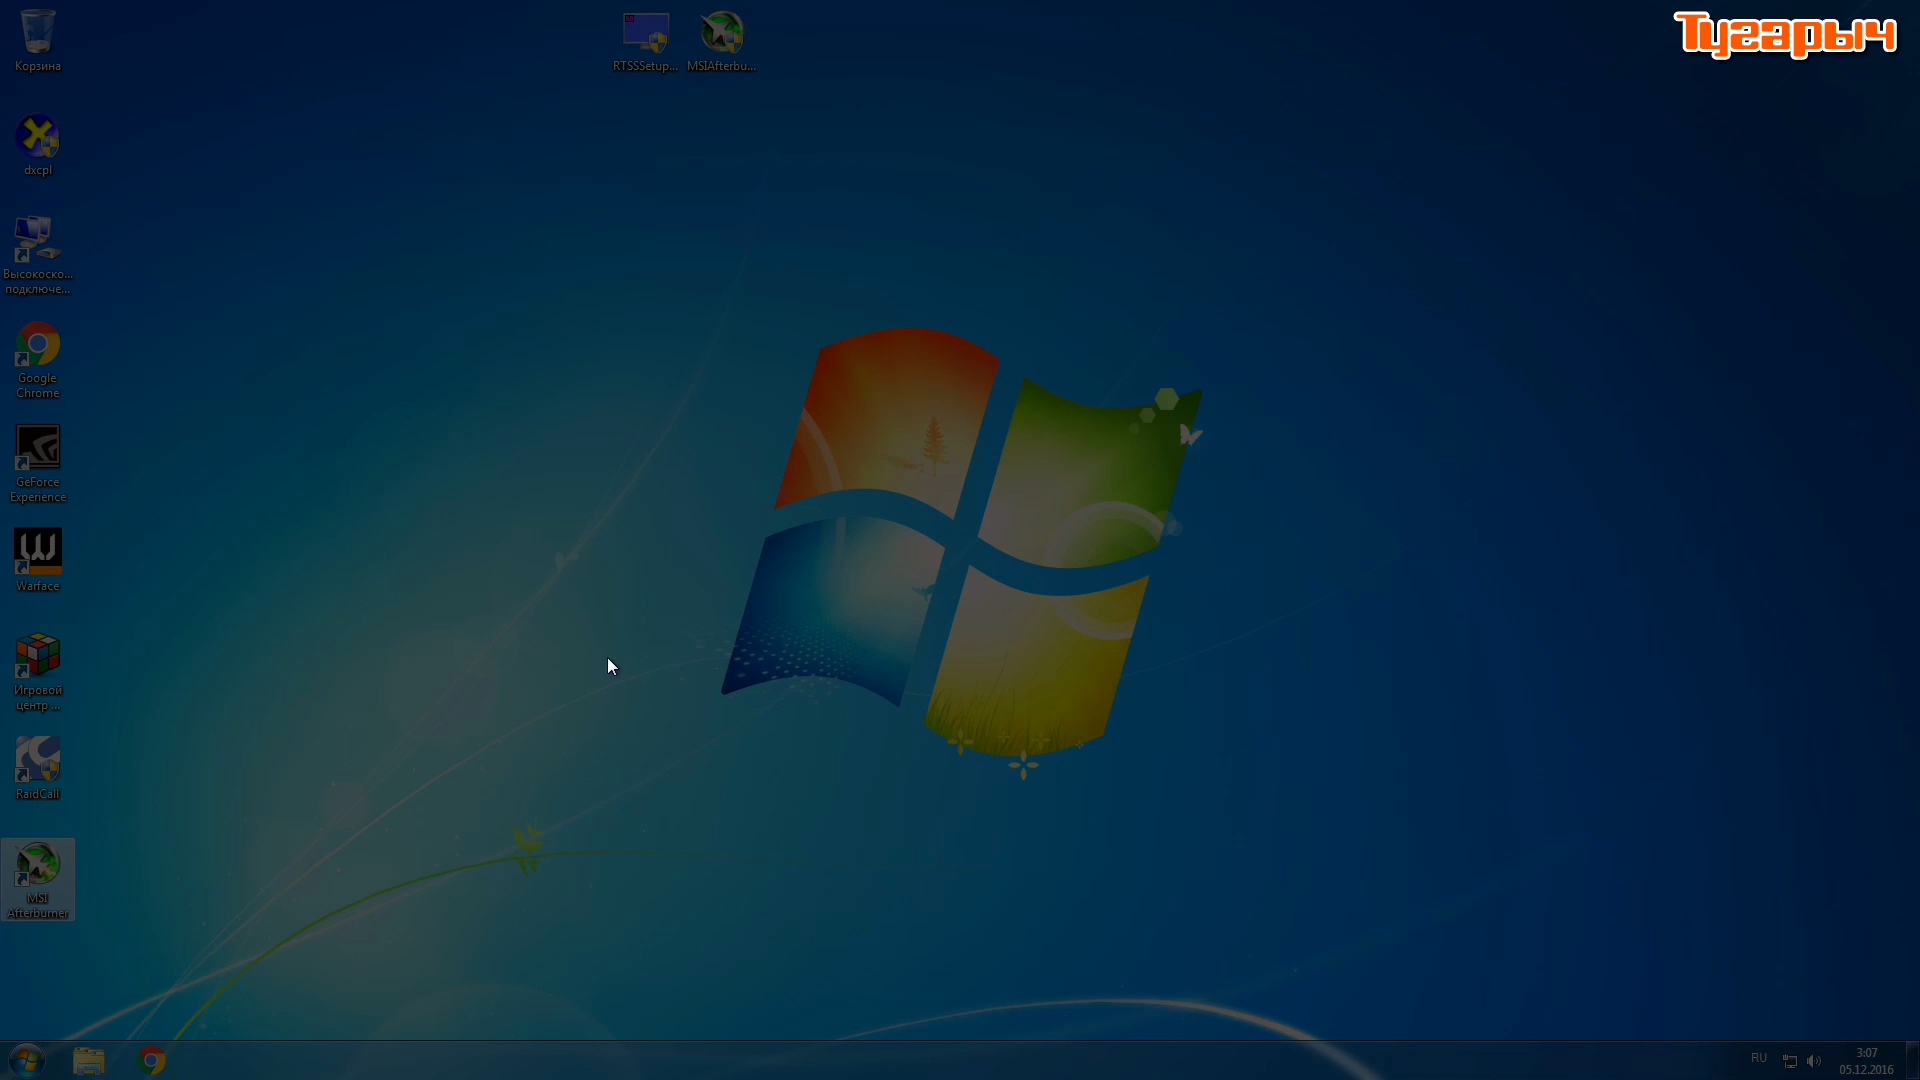 Тугарыч
RTSSSetup...
MSIAfterbu...
Корзина
dxcpl
Высокоско...
подключе...
Google
Chrome
GeForce
Experience
Warface
Игровой
центр ...
RaidCall
MSI
Afterburner
RU
3:07
05.12.2016